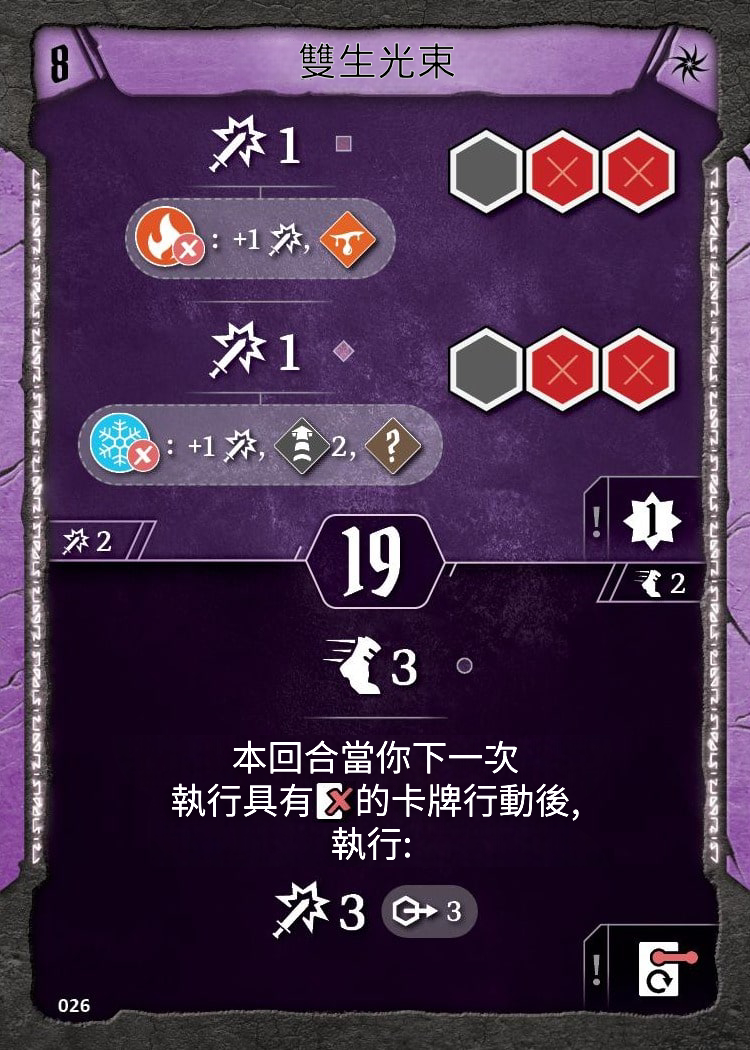 8
雙生光束
1
: +1 ,
1
: +1 , 2, ?
! 1
2
19
2
3
本回合當你下一次
執行具有 的卡牌行動後,
執行:
3 3
!
026